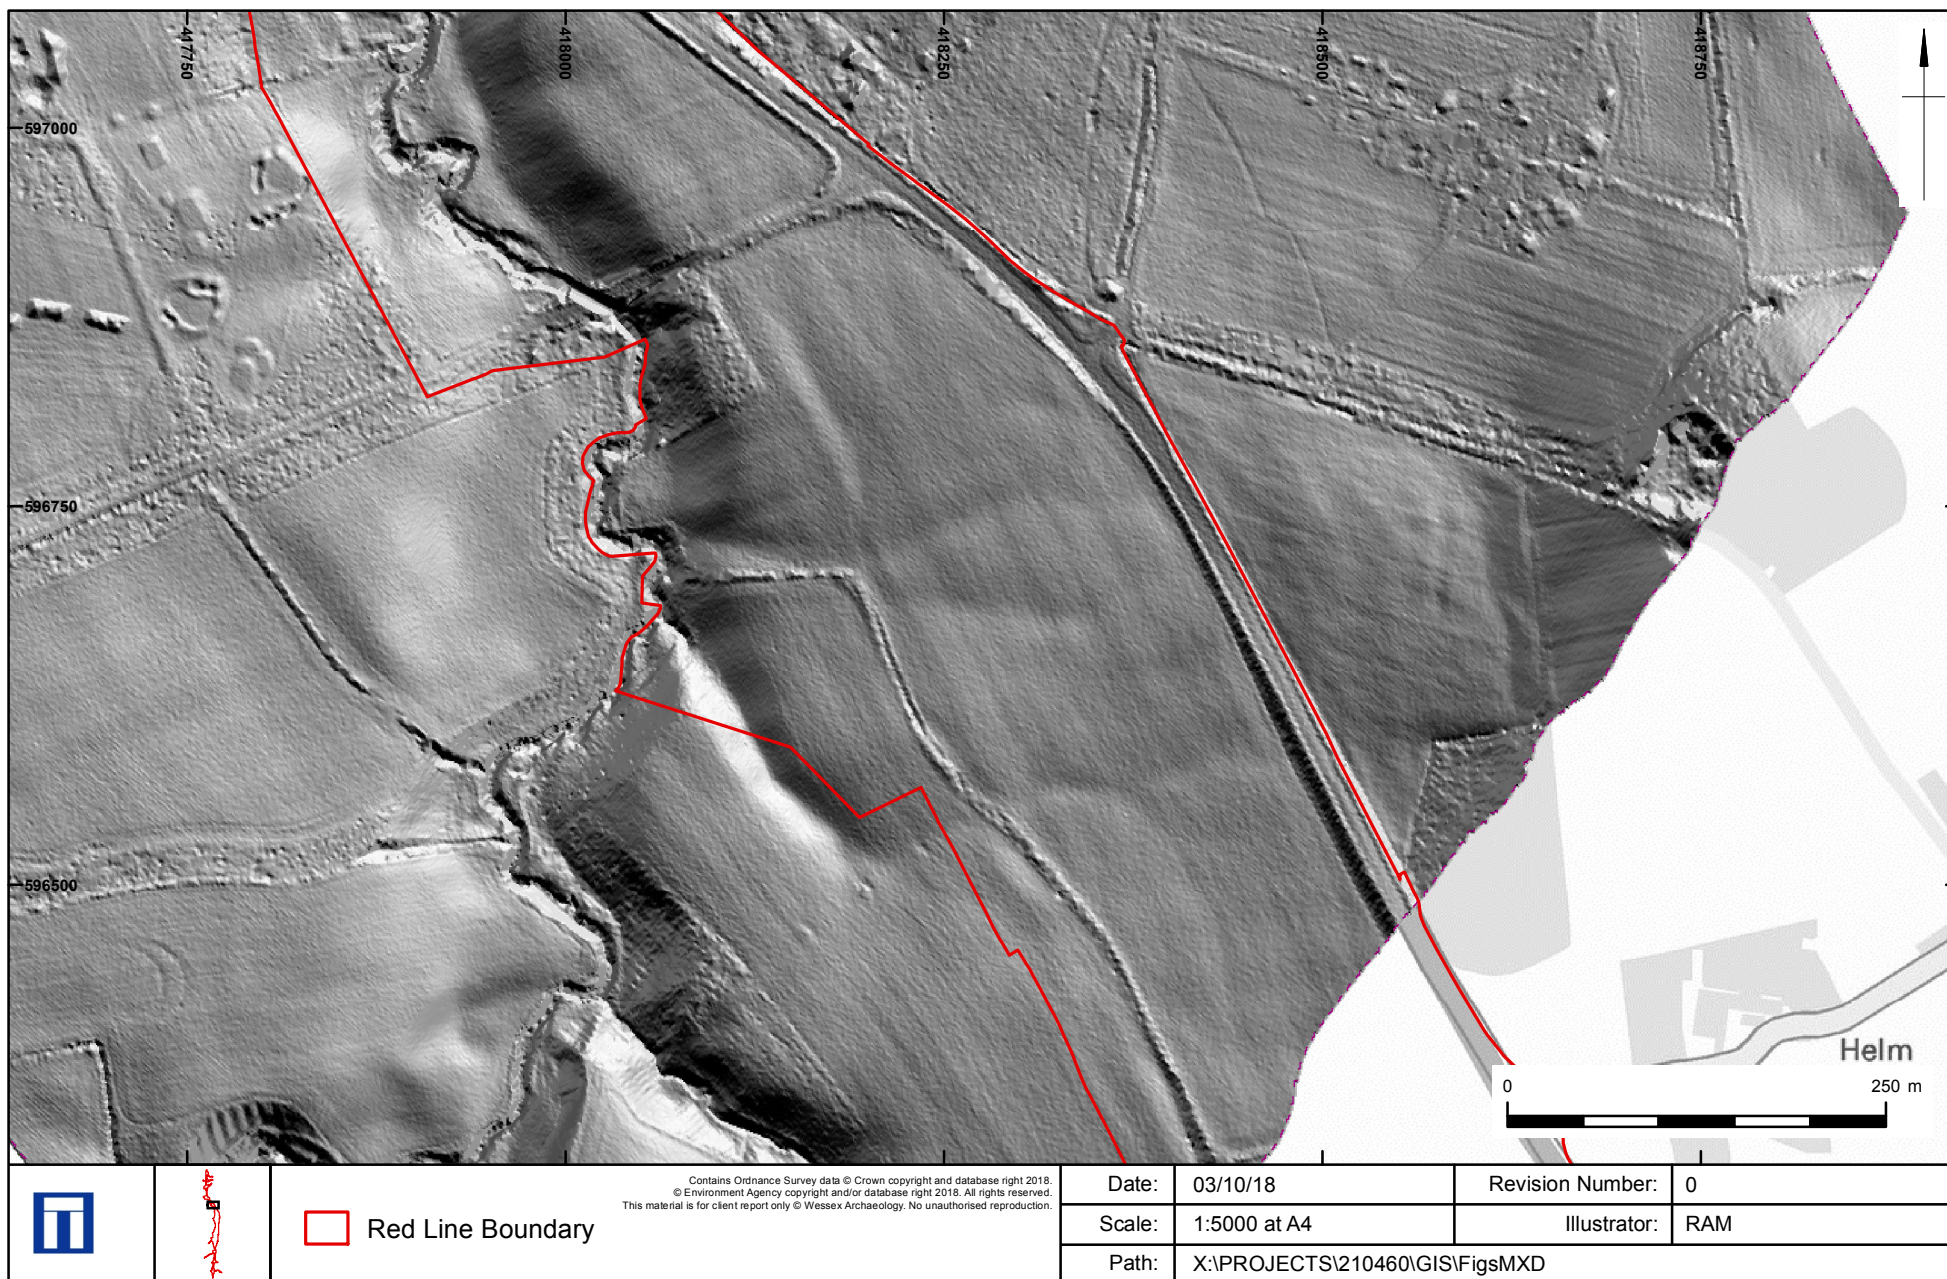 417750
418000
418250
418500
418750
597000
596750
596500
Helm
0 250 m
Contains Ordnance Survey data © Crown copyright and database right 2018.
© Environment Agency copyright and/or database right 2018. All rights reserved.
This material is for client report only © Wessex Archaeology. No unauthorised reproduction.
Red Line Boundary
Date: 03/10/18 Revision Number: 0
Scale: 1:5000 at A4 Illustrator: RAM
Path: X:\PROJECTS\210460\GIS\FigsMXD